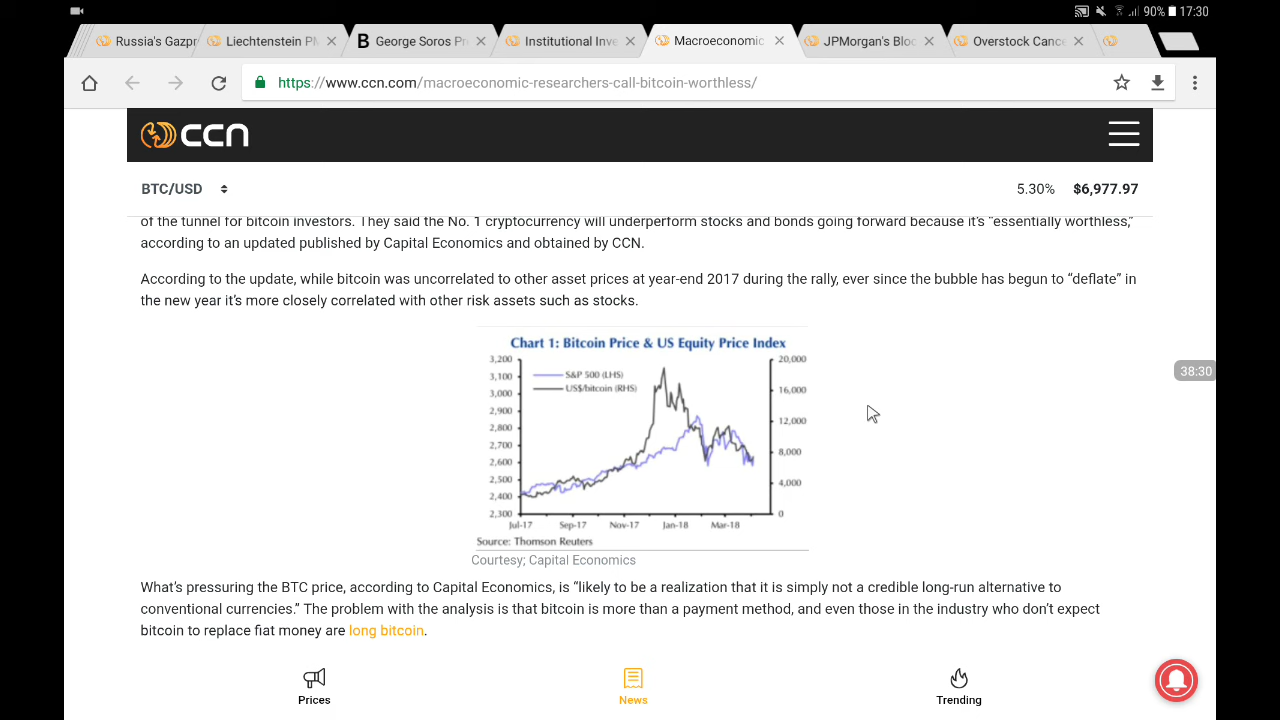 90% 17:30
Russia's Gazpr
Liechtenstein P
B George Soros Pr
Institutional Inve
Macroeconomic
JPMorgan's Bloc
Overstock Cance
https://www.ccn.com/macroeconomic-researchers-call-bitcoin-worthless/
ccn
BTC/USD 5.30% $6,977.97
of the tunnel for bitcoin investors. They said the No. 1 cryptocurrency will underperform stocks and bonds going forward because it's "essentially worthless,"
according to an updated published by Capital Economics and obtained by CCN.
According to the update, while bitcoin was uncorrelated to other asset prices at year-end 2017 during the rally, ever since the bubble has begun to “deflate” in
the new year it’s more closely correlated with other risk assets such as stocks.
Chart 1: Bitcoin Price & US Equity Price Index
3,200 20,000
3,100
3,000 16,000
2,900
2,800 12,000
2,700
2,600 8,000
2,500
2,400 4,000
2,300 0
S&P 500 (LHS)
US$/bitcoin (RHS)
Jul-17 Sep-17 Nov-17 Jan-18 Mar-18
Source: Thomson Reuters
Courtesy; Capital Economics
38:30
What’s pressuring the BTC price, according to Capital Economics, is “likely to be a realization that it is simply not a credible long-run alternative to
conventional currencies.” The problem with the analysis is that bitcoin is more than a payment method, and even those in the industry who don’t expect
bitcoin to replace fiat money are long bitcoin.
Prices News Trending